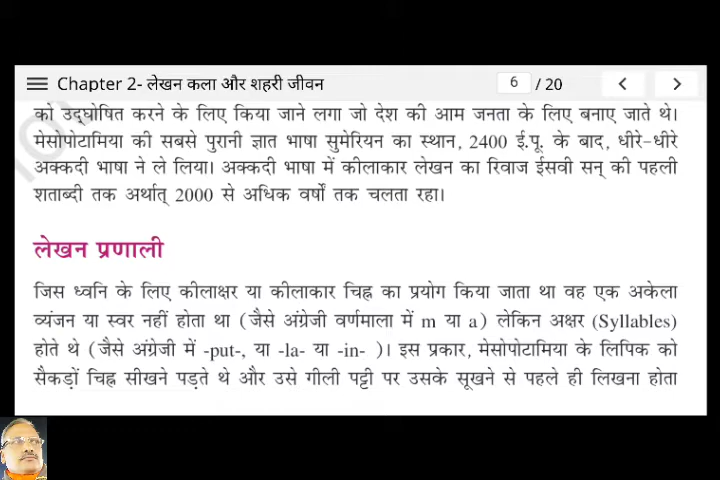 Chapter 2- लेखन कला और शहरी जीवन 6 / 20
को उद्घोषित करने के लिए किया जाने लगा जो देश की आम जनता के लिए बनाए जाते थे।
मेसोपोटामिया की सबसे पुरानी ज्ञात भाषा सुमेरियन का स्थान, 2400 ई.पू. के बाद, धीरे-धीरे
अक्कदी भाषा ने ले लिया। अक्कदी भाषा में कीलाकार लेखन का रिवाज ईसवी सन् की पहली
शताब्दी तक अर्थात् 2000 से अधिक वर्षों तक चलता रहा।
लेखन प्रणाली
जिस ध्वनि के लिए कीलाक्षर या कीलाकार चिह्न का प्रयोग किया जाता था वह एक अकेला
व्यंजन या स्वर नहीं होता था (जैसे अंग्रेजी वर्णमाला में m या a) लेकिन अक्षर (Syllables)
होते थे (जैसे अंग्रेजी में -put-, या -la- या -in- )। इस प्रकार, मेसोपोटामिया के लिपिक को
सैकड़ों चिह्न सीखने पड़ते थे और उसे गीली पट्टी पर उसके सूखने से पहले ही लिखना होता